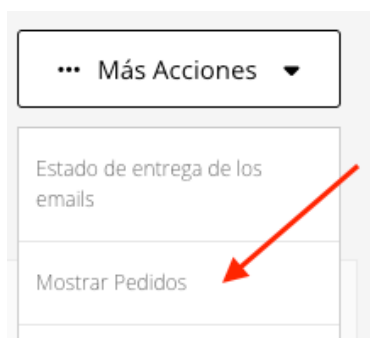 ••• Más Acciones
Estado de entrega de los
emails
Mostrar Pedidos